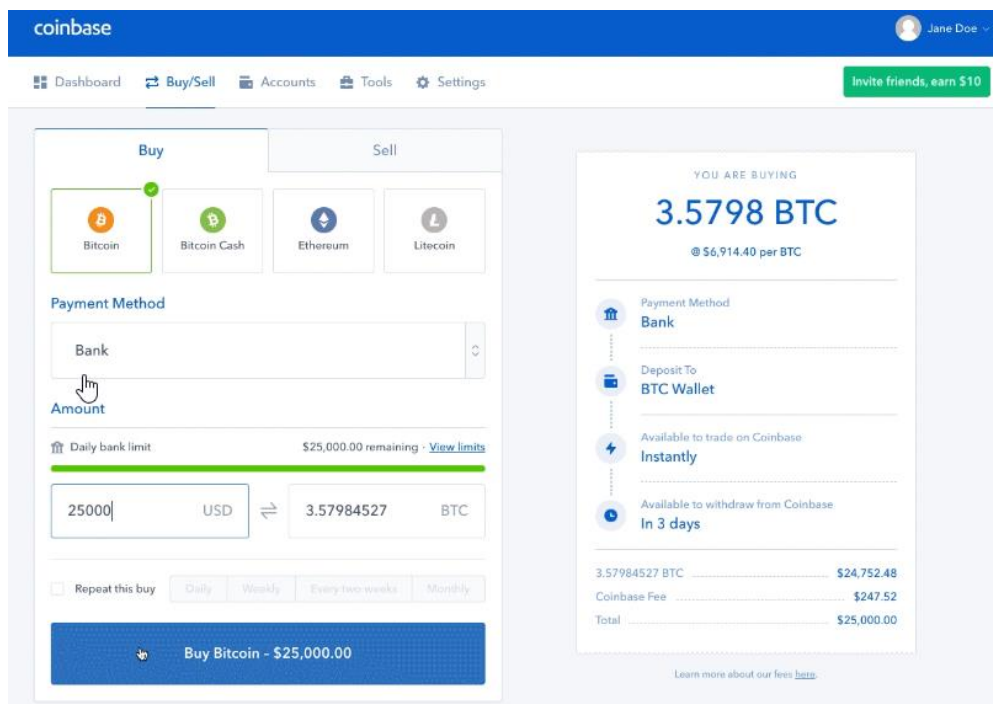 coinbase
Jane Doe
Dashboard Buy/Sell Accounts Tools Settings
Invite friends, earn $10
Buy Sell
Bitcoin Bitcoin Cash Ethereum Litecoin
Payment Method
Bank
Amount
Daily bank limit $25,000.00 remaining · View limits
25000 USD 3.57984527 BTC
Repeat this buy Daily Weekly Every two weeks Monthly
Buy Bitcoin - $25,000.00
YOU ARE BUYING
3.5798 BTC
@ $6,914.40 per BTC
Payment Method
Bank
Deposit To
BTC Wallet
Available to trade on Coinbase
Instantly
Available to withdraw from Coinbase
In 3 days
3.57984527 BTC $24,752.48
Coinbase Fee $247.52
Total $25,000.00
Learn more about our fees here.